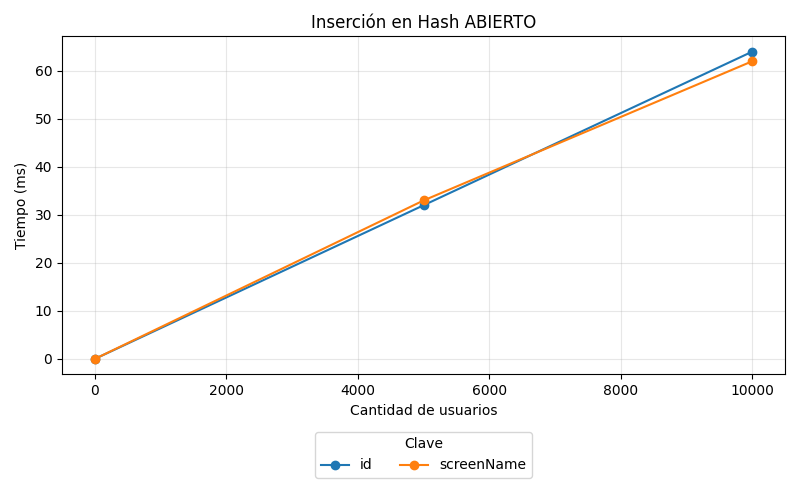 Inserción en Hash ABIERTO
Tiempo (ms)
60
50
40
30
20
10
0
0 2000 4000 6000 8000 10000
Cantidad de usuarios
Clave
id screenName